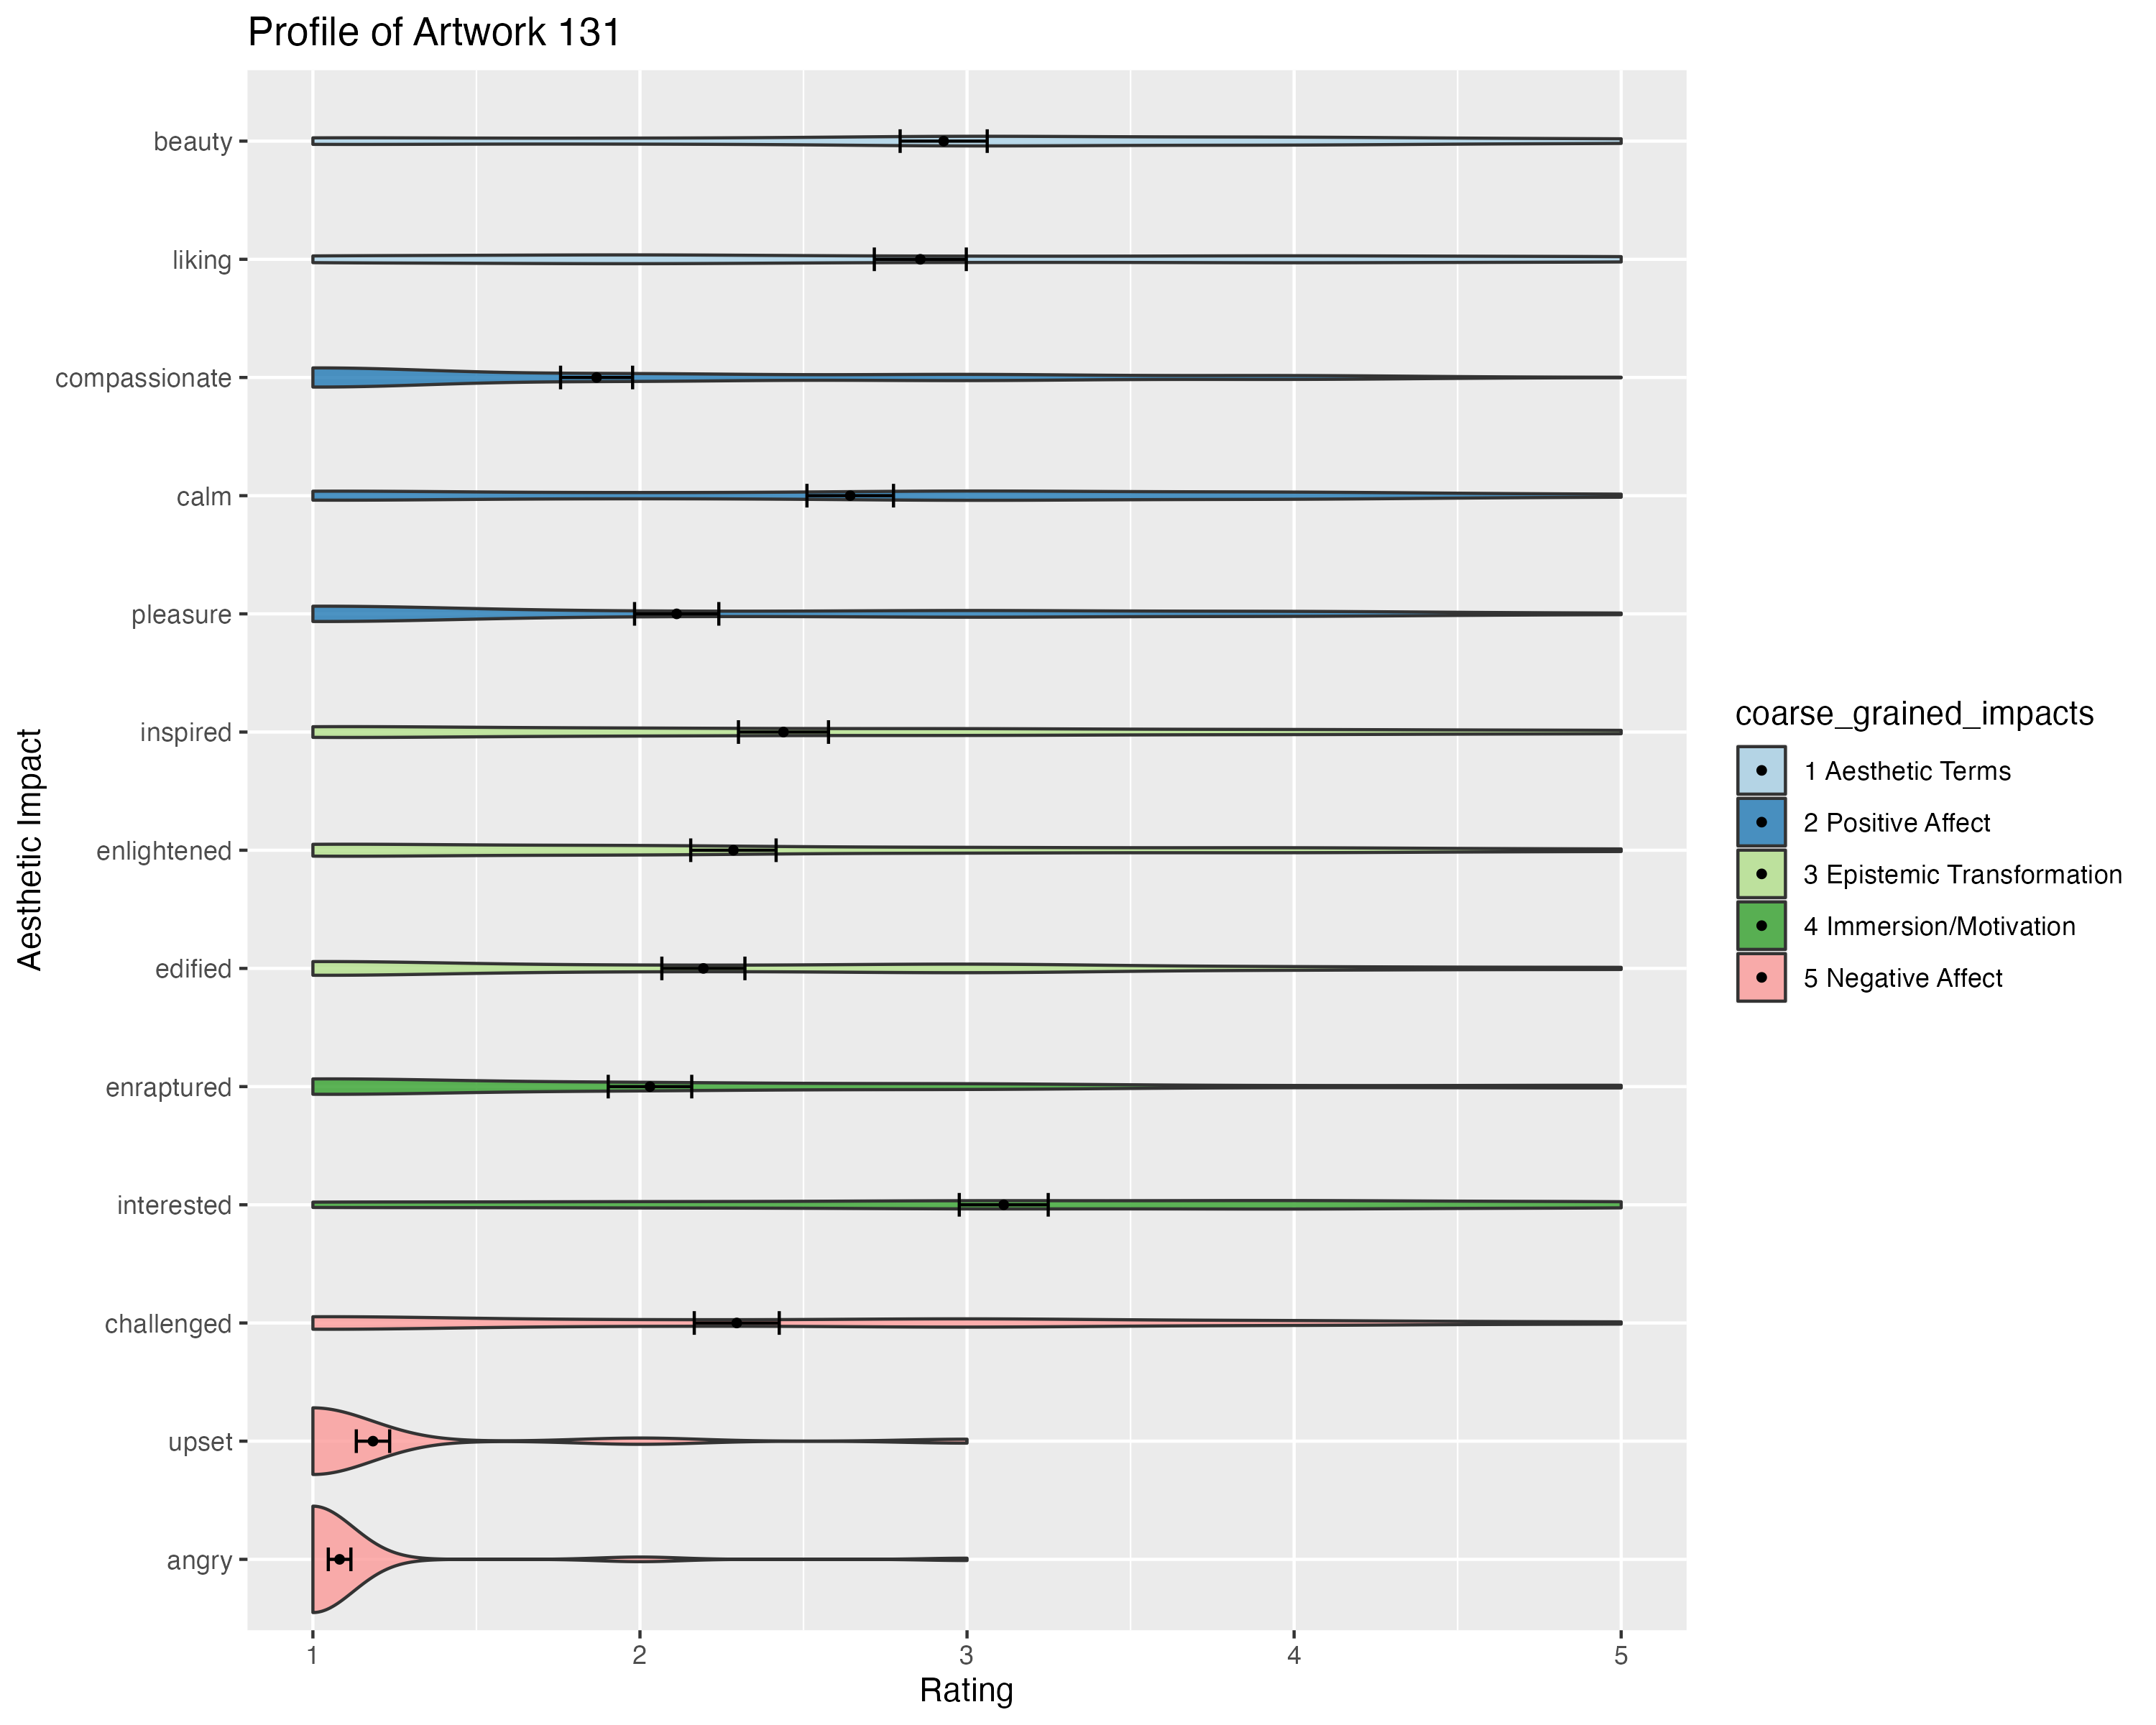 Profile of Artwork 131
beauty
liking
compassionate
calm
pleasure
inspired
enlightened
edified
enraptured
interested
challenged
upset
angry
Aesthetic Impact
1 2 3 4 5
Rating
coarse_grained_impacts
1 Aesthetic Terms
2 Positive Affect
3 Epistemic Transformation
4 Immersion/Motivation
5 Negative Affect